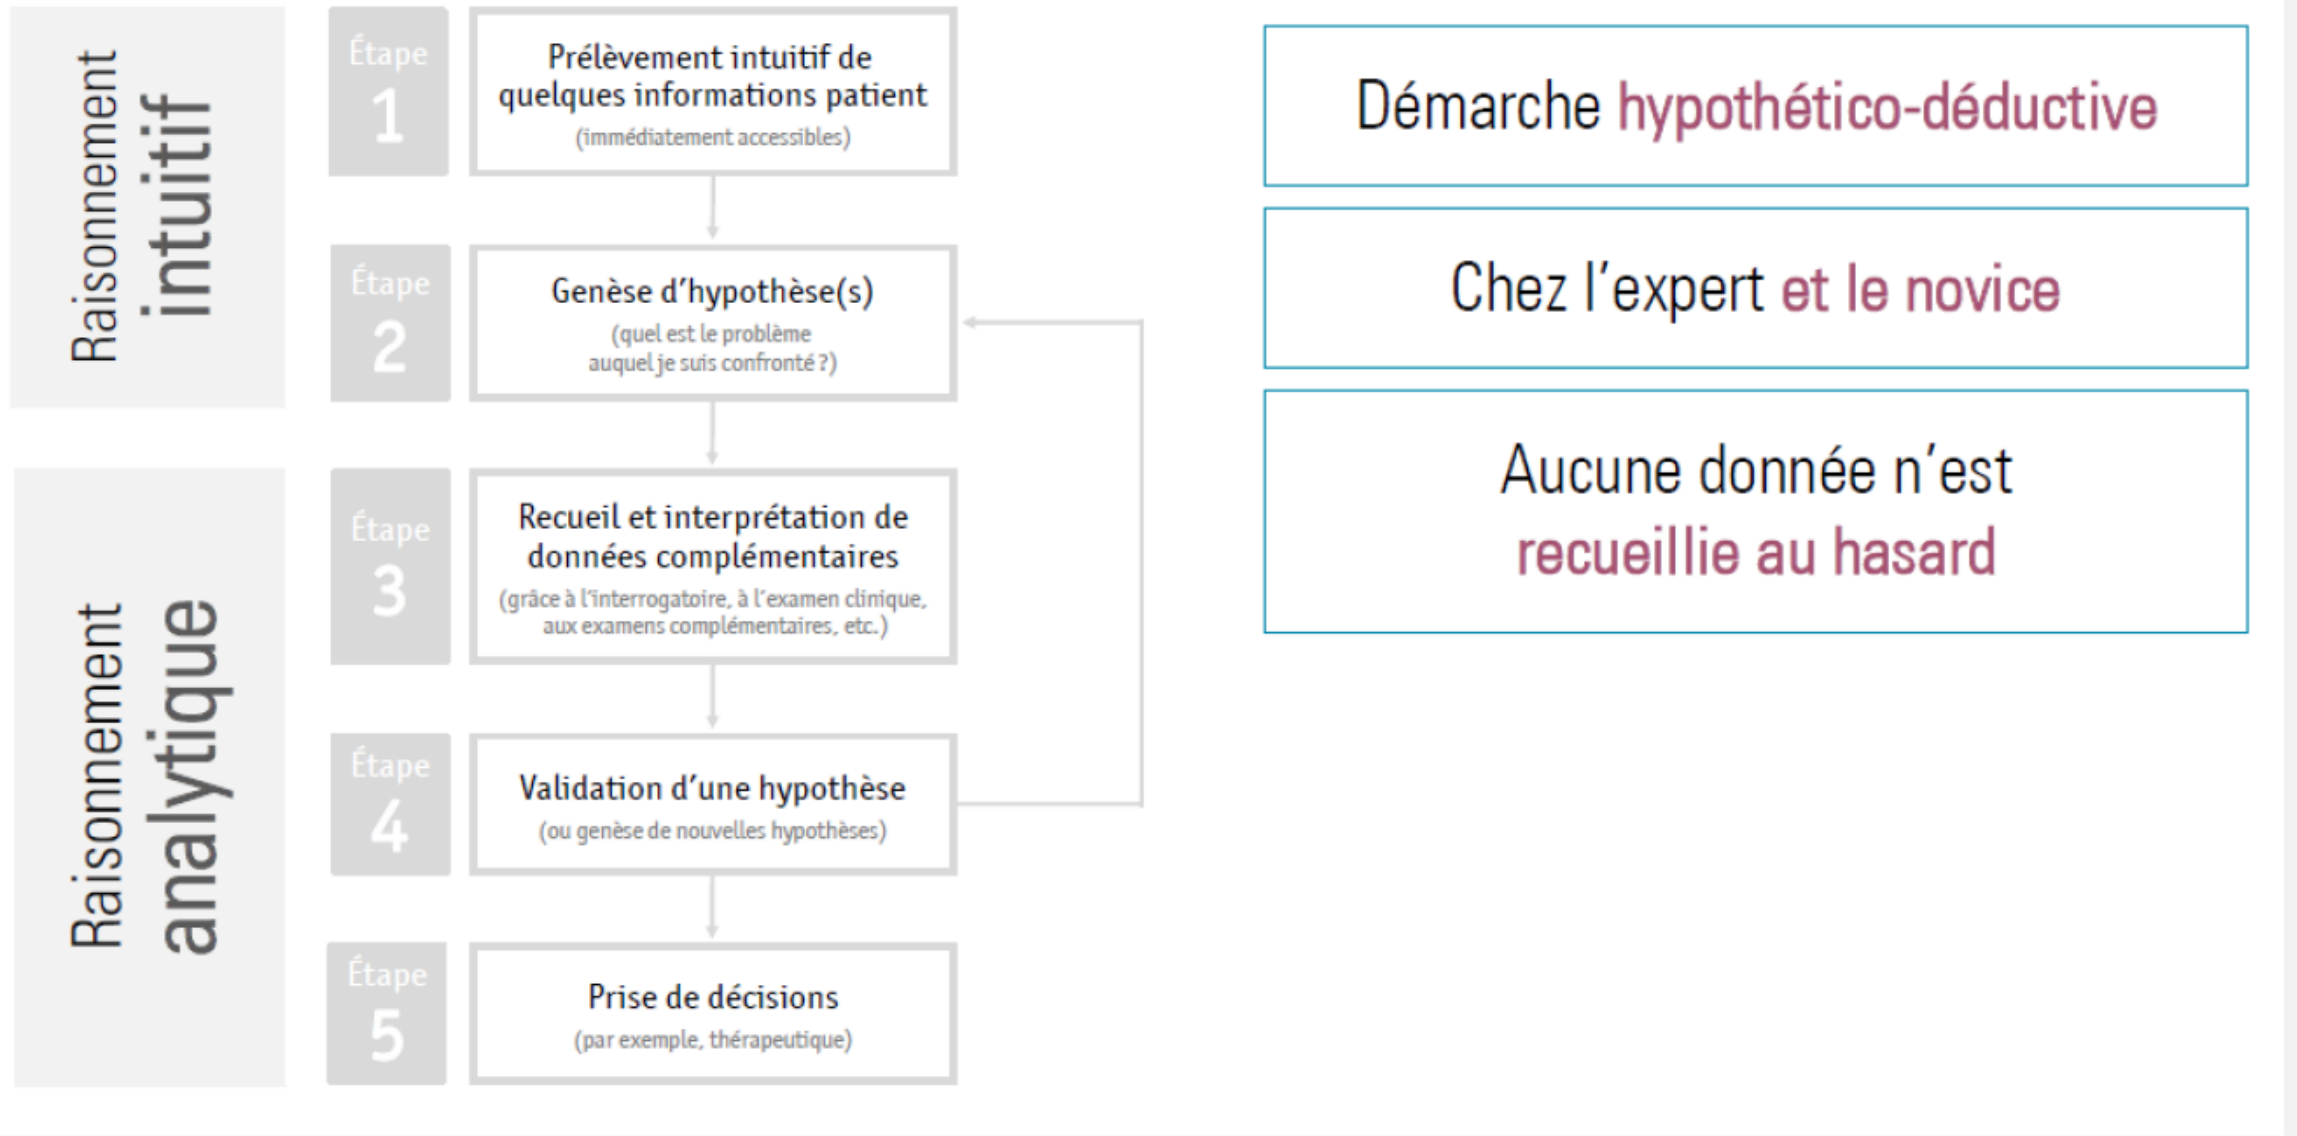 Raisonnement
intuitif
Étape
1
Prélèvement intuitif de
quelques informations patient
(immédiatement accessibles)
Étape
2
Genèse d’hypothèse(s)
(quel est le problème
auquel je suis confronté ?)
Raisonnement
analytique
Étape
3
Recueil et interprétation de
données complémentaires
(grâce à l’interrogatoire, à l’examen clinique,
aux examens complémentaires, etc.)
Étape
4
Validation d’une hypothèse
(ou genèse de nouvelles hypothèses)
Étape
5
Prise de décisions
(par exemple, thérapeutique)
Démarche hypothético-déductive
Chez l’expert et le novice
Aucune donnée n’est
recueillie au hasard